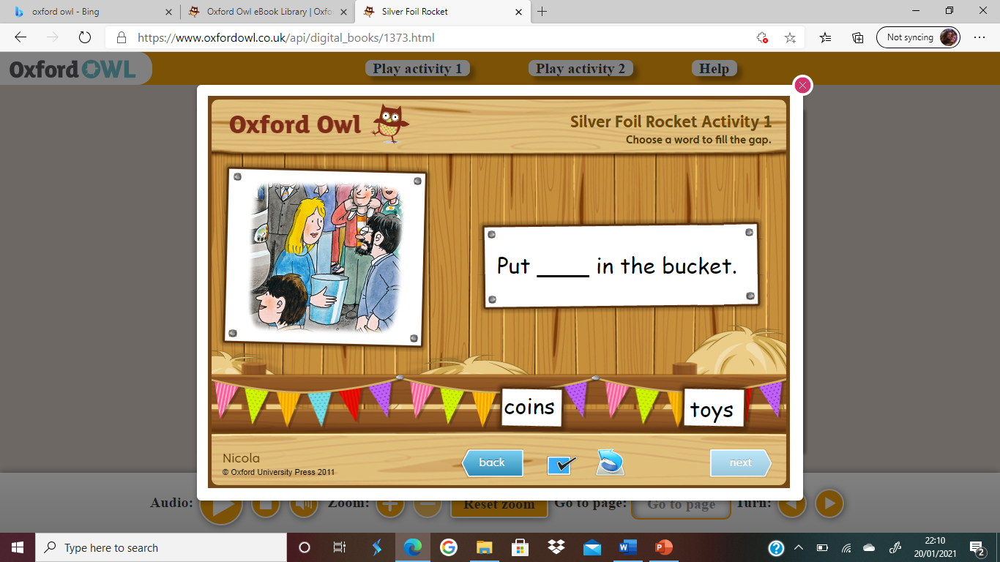 oxford owl - Bing
Oxford Owl eBook Library | Oxfo
Silver Foil Rocket
https://www.oxfordowl.co.uk/api/digital_books/1373.html
Not syncing
Oxford OWL
Play activity 1
Play activity 2
Help
Oxford Owl
Silver Foil Rocket Activity 1
Choose a word to fill the gap.
Put ____ in the bucket.
coins
toys
Nicola
© Oxford University Press 2011
back
next
Audio:
Zoom:
Reset zoom
Go to page:
Go to page
Turn:
Type here to search
22:10
20/01/2021
2